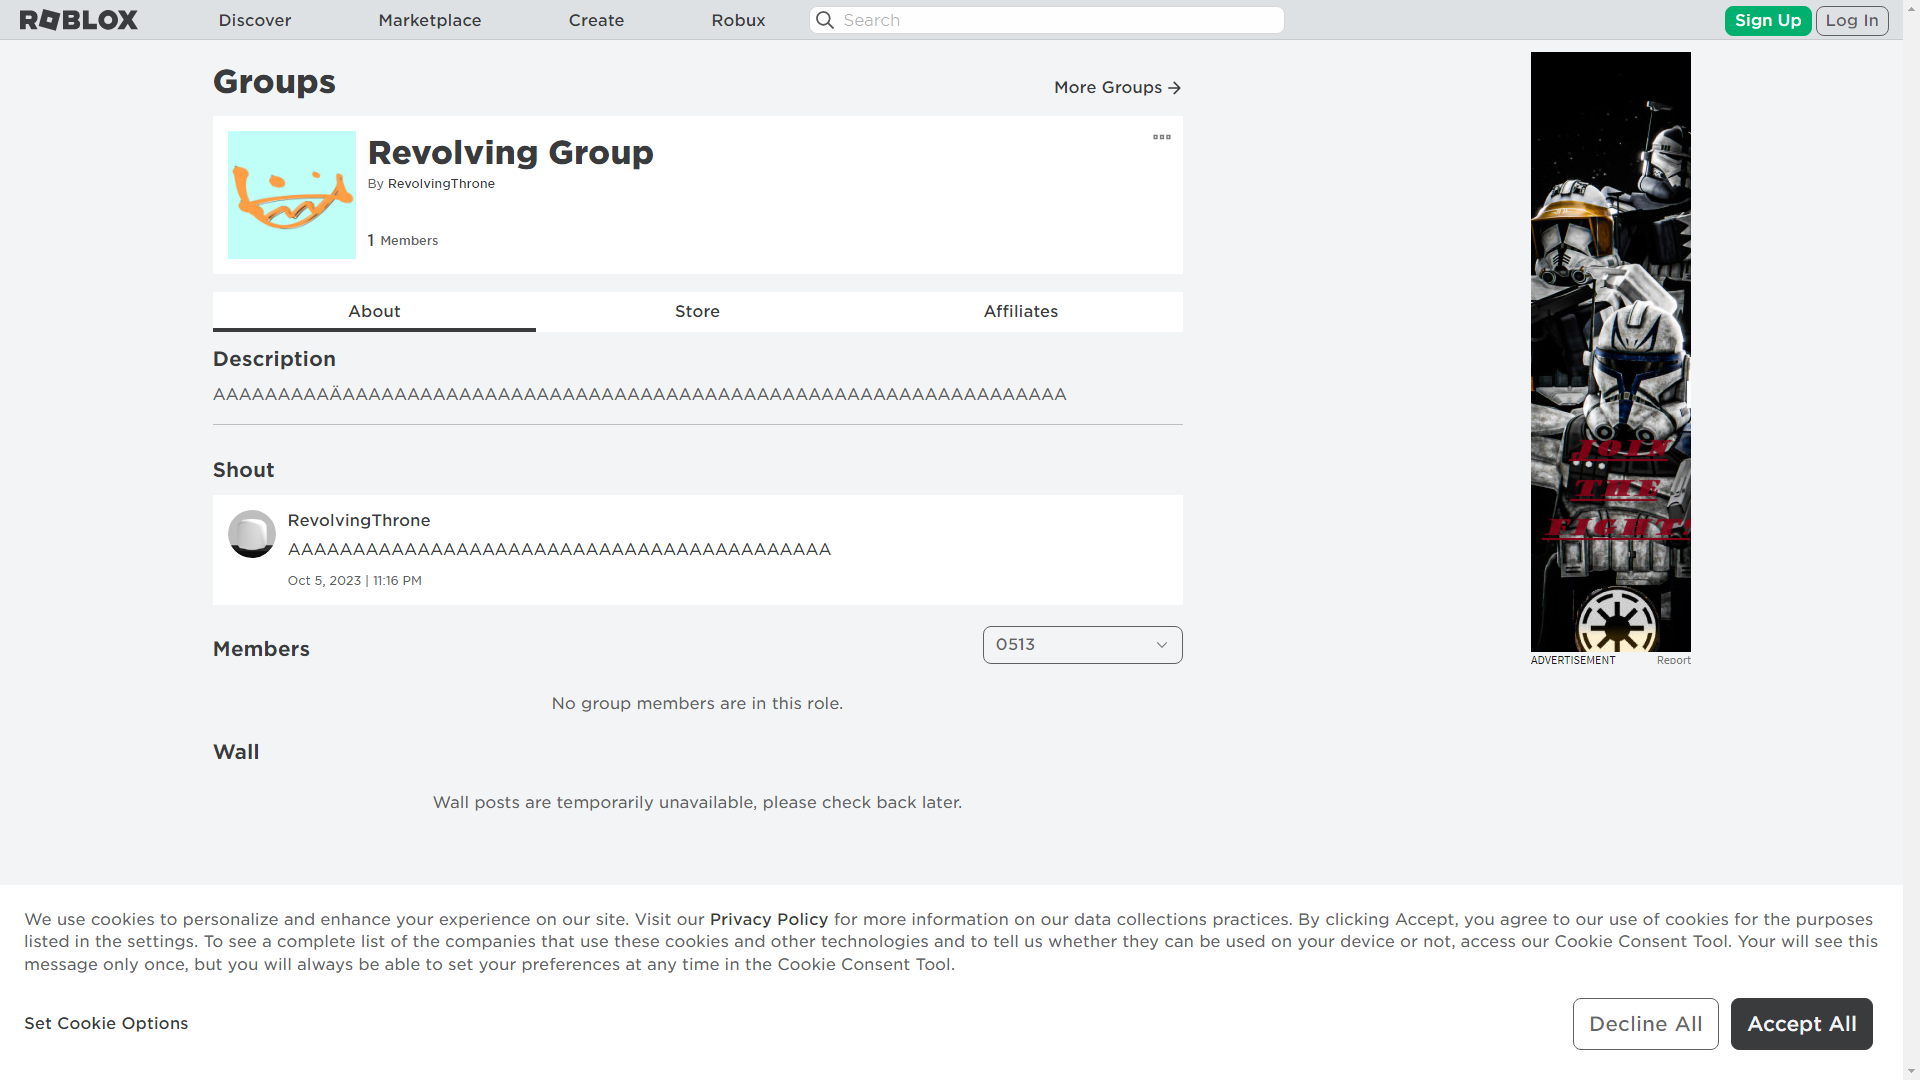 ROBLOX
Discover
Marketplace
Create
Robux
Search
Sign Up
Log In
Groups
More Groups →
Revolving Group
By RevolvingThrone
1 Members
About
Store
Affiliates
Description
AAAAAAAAAÄAAAAAAAAAAAAAAAAAAAAAAAAAAAAAAAAAAAAAAAAAAAAAAAAAAAAAAAA
Shout
RevolvingThrone
AAAAAAAAAAAAAAAAAAAAAAAAAAAAAAAAAAAAAAAAAA
Oct 5, 2023 | 11:16 PM
Members
0513
No group members are in this role.
Wall
Wall posts are temporarily unavailable, please check back later.
JOIN
THE
FIGHT!
ADVERTISEMENT
Report
We use cookies to personalize and enhance your experience on our site. Visit our Privacy Policy for more information on our data collections practices. By clicking Accept, you agree to our use of cookies for the purposes
listed in the settings. To see a complete list of the companies that use these cookies and other technologies and to tell us whether they can be used on your device or not, access our Cookie Consent Tool. Your will see this
message only once, but you will always be able to set your preferences at any time in the Cookie Consent Tool.
Set Cookie Options
Decline All
Accept All